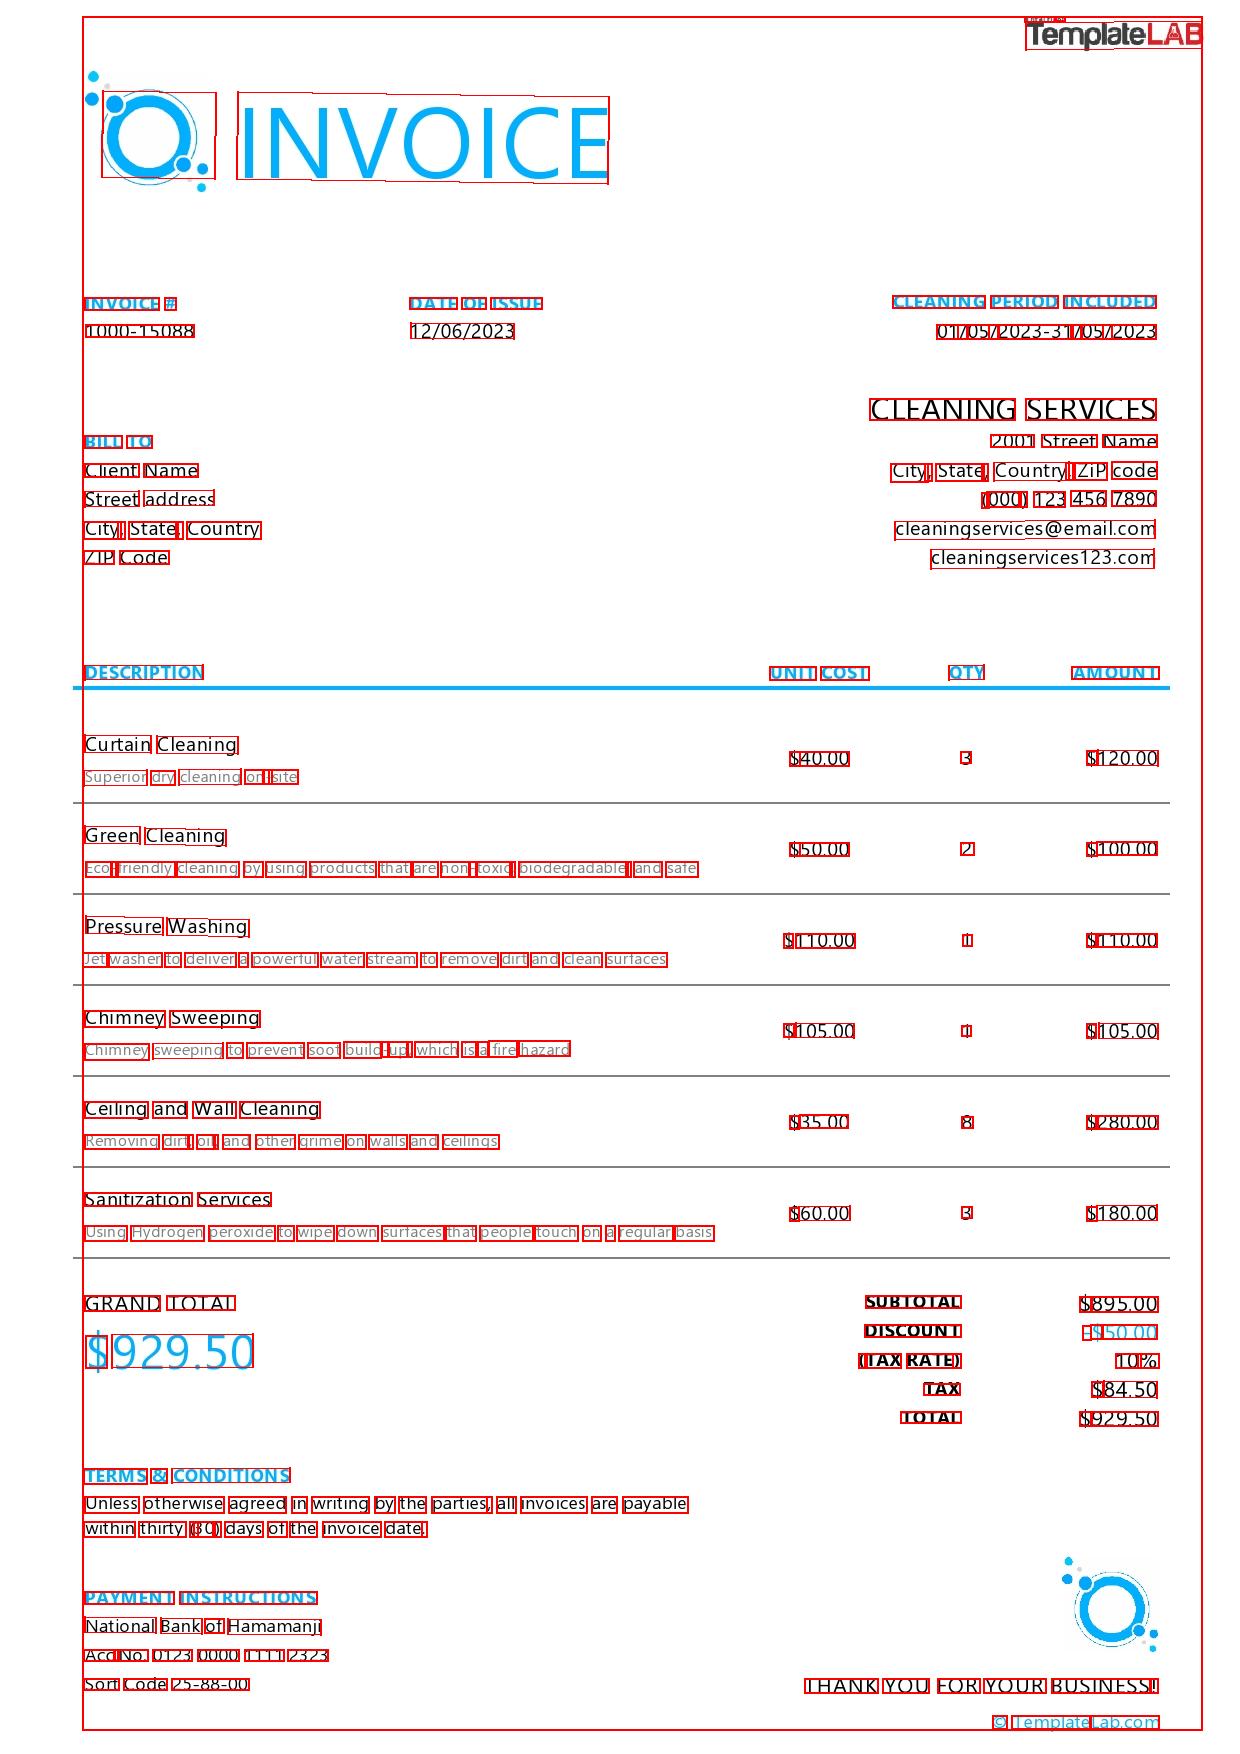 TemplateLAB
INVOICE
INVOICE # DATE OF ISSUE CLEANING PERIOD INCLUDED
1000-15088 12/06/2023 01/05/2023-31/05/2023
CLEANING SERVICES
BILL TO 2001 Street Name
Client Name City, State, Country, ZiP code
Street address (000) 123 456 7890
City, State, Country cleaningservices@email.com
ZIP Code cleaningservices123.com
DESCRIPTION UNIT COST QTY AMOUNT
Curtain Cleaning $40.00 3 $120.00
Superior dry cleaning on-site
Green Cleaning $50.00 2 $100.00
Eco-friendly cleaning by using products that are non-toxic, biodegradable, and safe
Pressure Washing $110.00 1 $110.00
Jet washer to deliver a powerful water stream to remove dirt and clean surfaces
Chimney Sweeping $105.00 1 $105.00
Chimney sweeping to prevent soot build-up, which is a fire hazard
Ceiling and Wall Cleaning $35.00 8 $280.00
Removing dirt, oil, and other grime on walls and ceilings
Sanitization Services $60.00 3 $180.00
Using Hydrogen peroxide to wipe down surfaces that people touch on a regular basis
GRAND TOTAL SUBTOTAL $895.00
$929.50 DISCOUNT -$50.00
(TAX RATE) 10%
TAX $84.50
TOTAL $929.50
TERMS & CONDITIONS
Unless otherwise agreed in writing by the parties, all invoices are payable
within thirty (30) days of the invoice date.
PAYMENT INSTRUCTIONS
National Bank of Hamamanji
Acc No. 0123 0000 1111 2323
Sort Code 25-88-00 THANK YOU FOR YOUR BUSINESS!
© TemplateLab.com